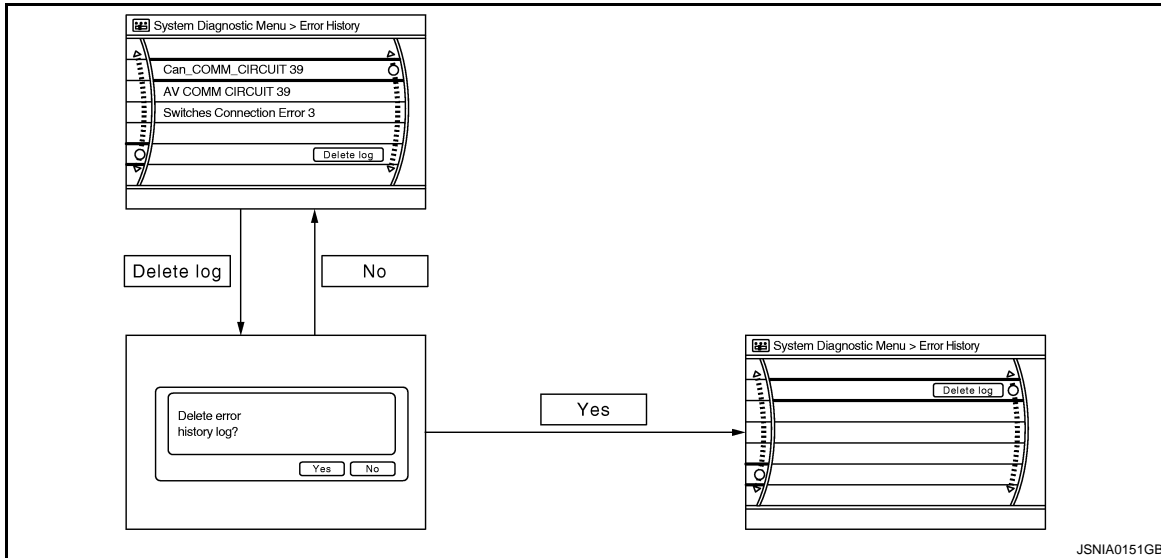 System Diagnostic Menu > Error History
Can_COMM_CIRCUIT 39
AV COMM CIRCUIT 39
Switches Connection Error 3
Delete log
Delete log
No
Delete error
history log?
Yes
No
Yes
System Diagnostic Menu > Error History
Delete log
JSNIA0151GB